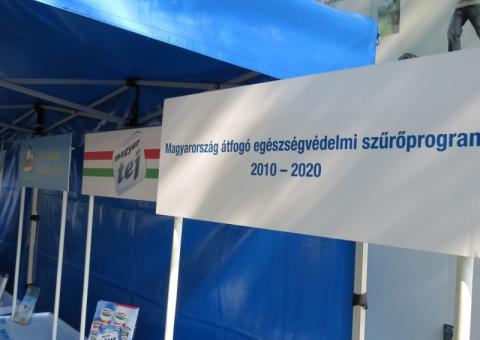 Magyarország átfogó egészségvédelmi szűrőprogram
2010 – 2020
magyar
tej